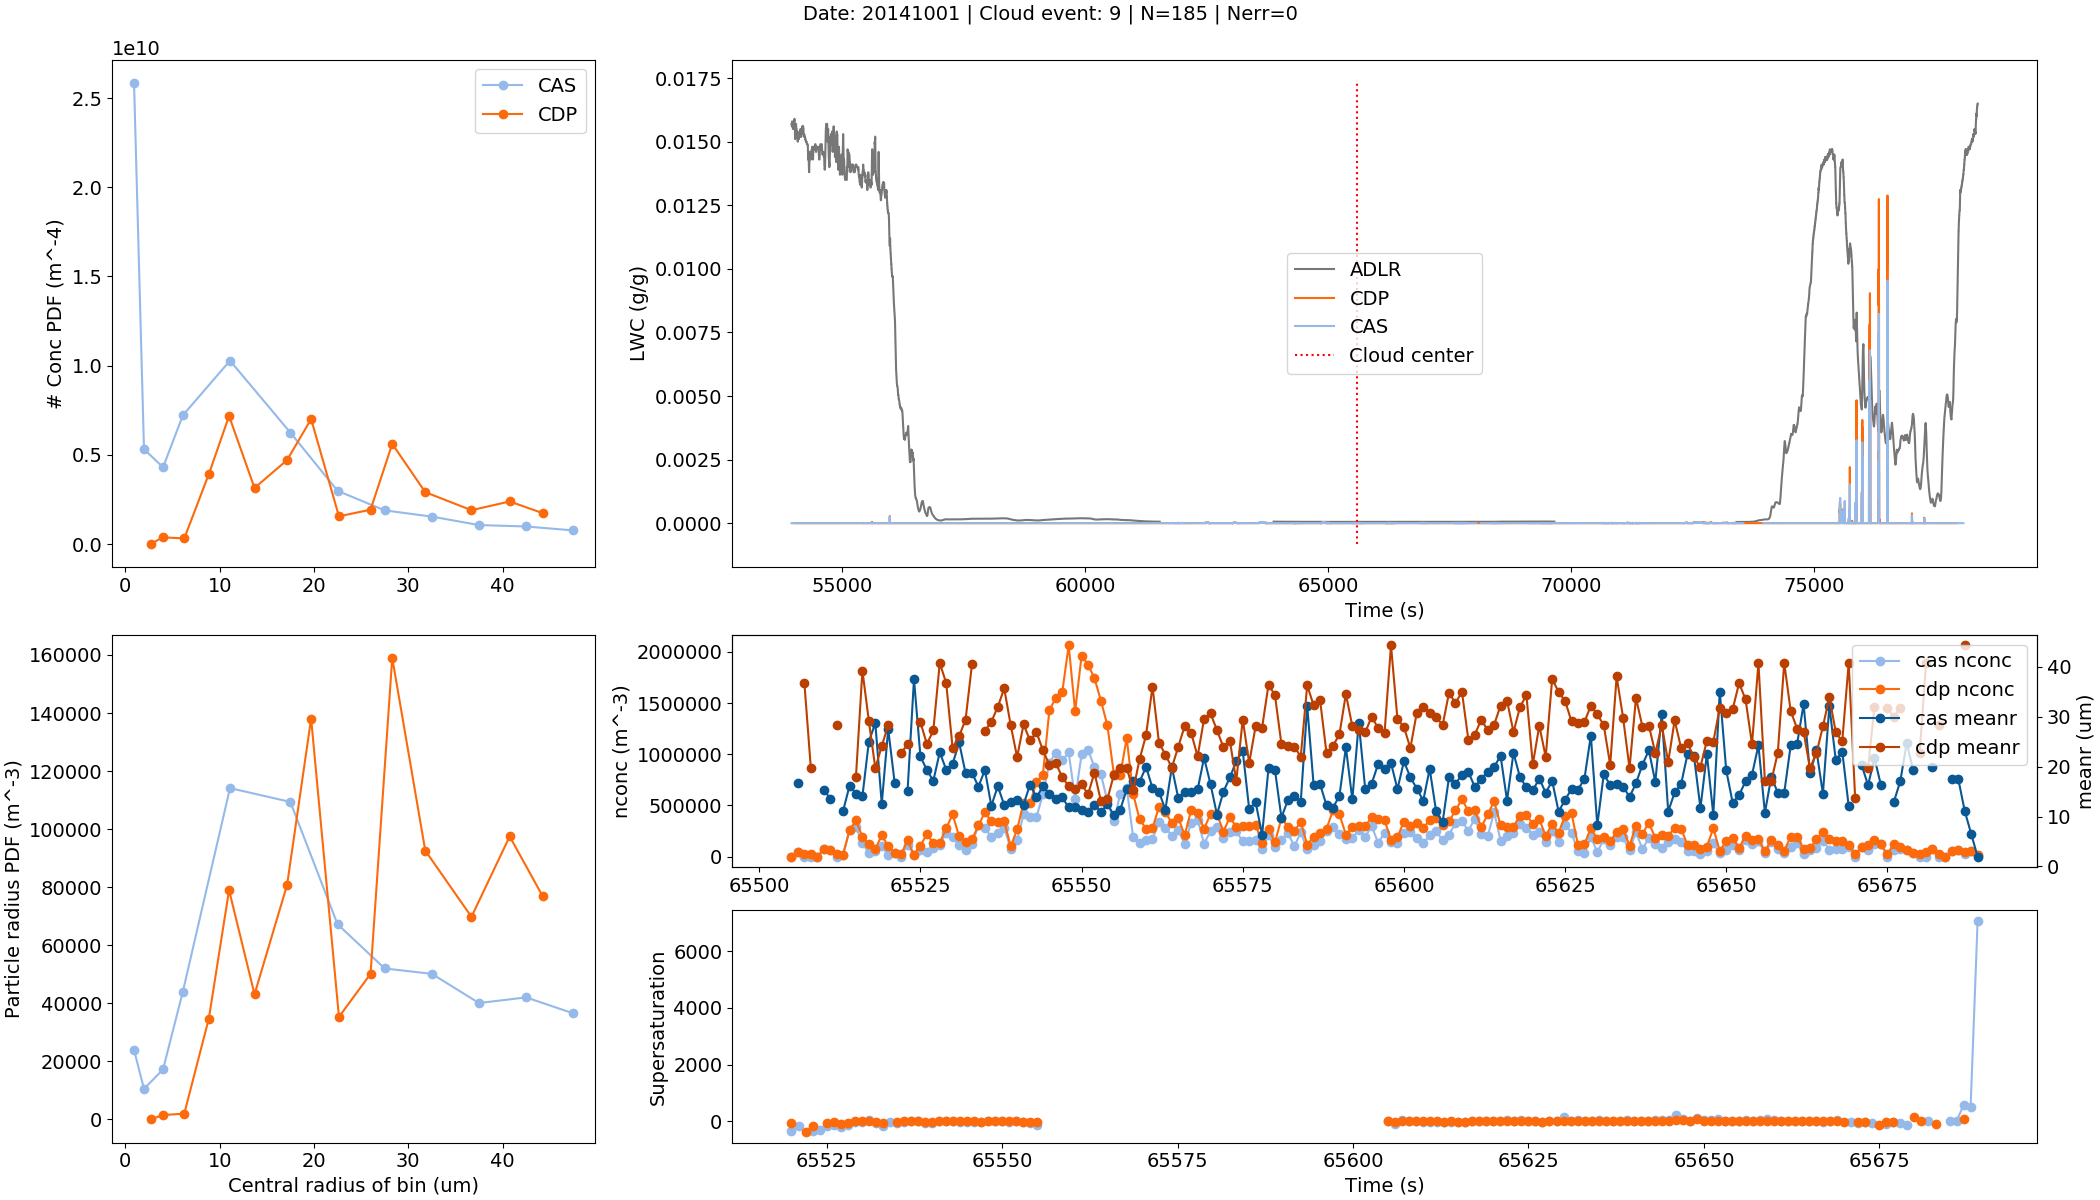 Date: 20141001 | Cloud event: 9 | N=185 | Nerr=0
1e10
# Conc PDF (m^-4)
2.5
2.0
1.5
1.0
0.5
0.0
0 10 20 30 40
CAS
CDP
LWC (g/g)
0.0175
0.0150
0.0125
0.0100
0.0075
0.0050
0.0025
0.0000
55000 60000 65000 70000 75000
Time (s)
ADLR
CDP
CAS
Cloud center
Particle radius PDF (m^-3)
160000
140000
120000
100000
80000
60000
40000
20000
0
0 10 20 30 40
Central radius of bin (um)
nconc (m^-3)
2000000
1500000
1000000
500000
0
65500 65525 65550 65575 65600 65625 65650 65675
cas nconc
cdp nconc
cas meanr
cdp meanr
40
30
20
10
0
meanr (um)
Supersaturation
6000
4000
2000
0
65525 65550 65575 65600 65625 65650 65675
Time (s)